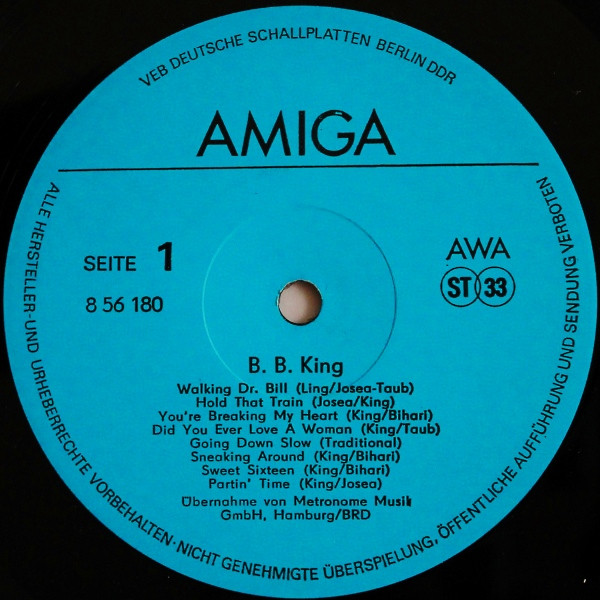 VEB DEUTSCHE SCHALLPLATTEN BERLIN DDR
AMIGA
SEITE 1
8 56 180
AWA
ST 33
B. B. King
Walking Dr. Bill (Ling/Josea-Taub)
Hold That Train (Josea/King)
You're Breaking My Heart (King/Bihari)
Did You Ever Love A Woman (King/Taub)
Going Down Slow (Traditional)
Sneaking Around (King/Bihari)
Sweet Sixteen (King/Bihari)
Partin' Time (King/Josea)
Übernahme von Metronome Musik
GmbH, Hamburg/BRD
ALLE HERSTELLER-UND URHEBERRECHTE VORBEHALTEN·NICHT GENEHMIGTE ÜBERSPIELUNG, ÖFFENTLICHE AUFFÜHRUNG UND SENDUNG VERBOTEN